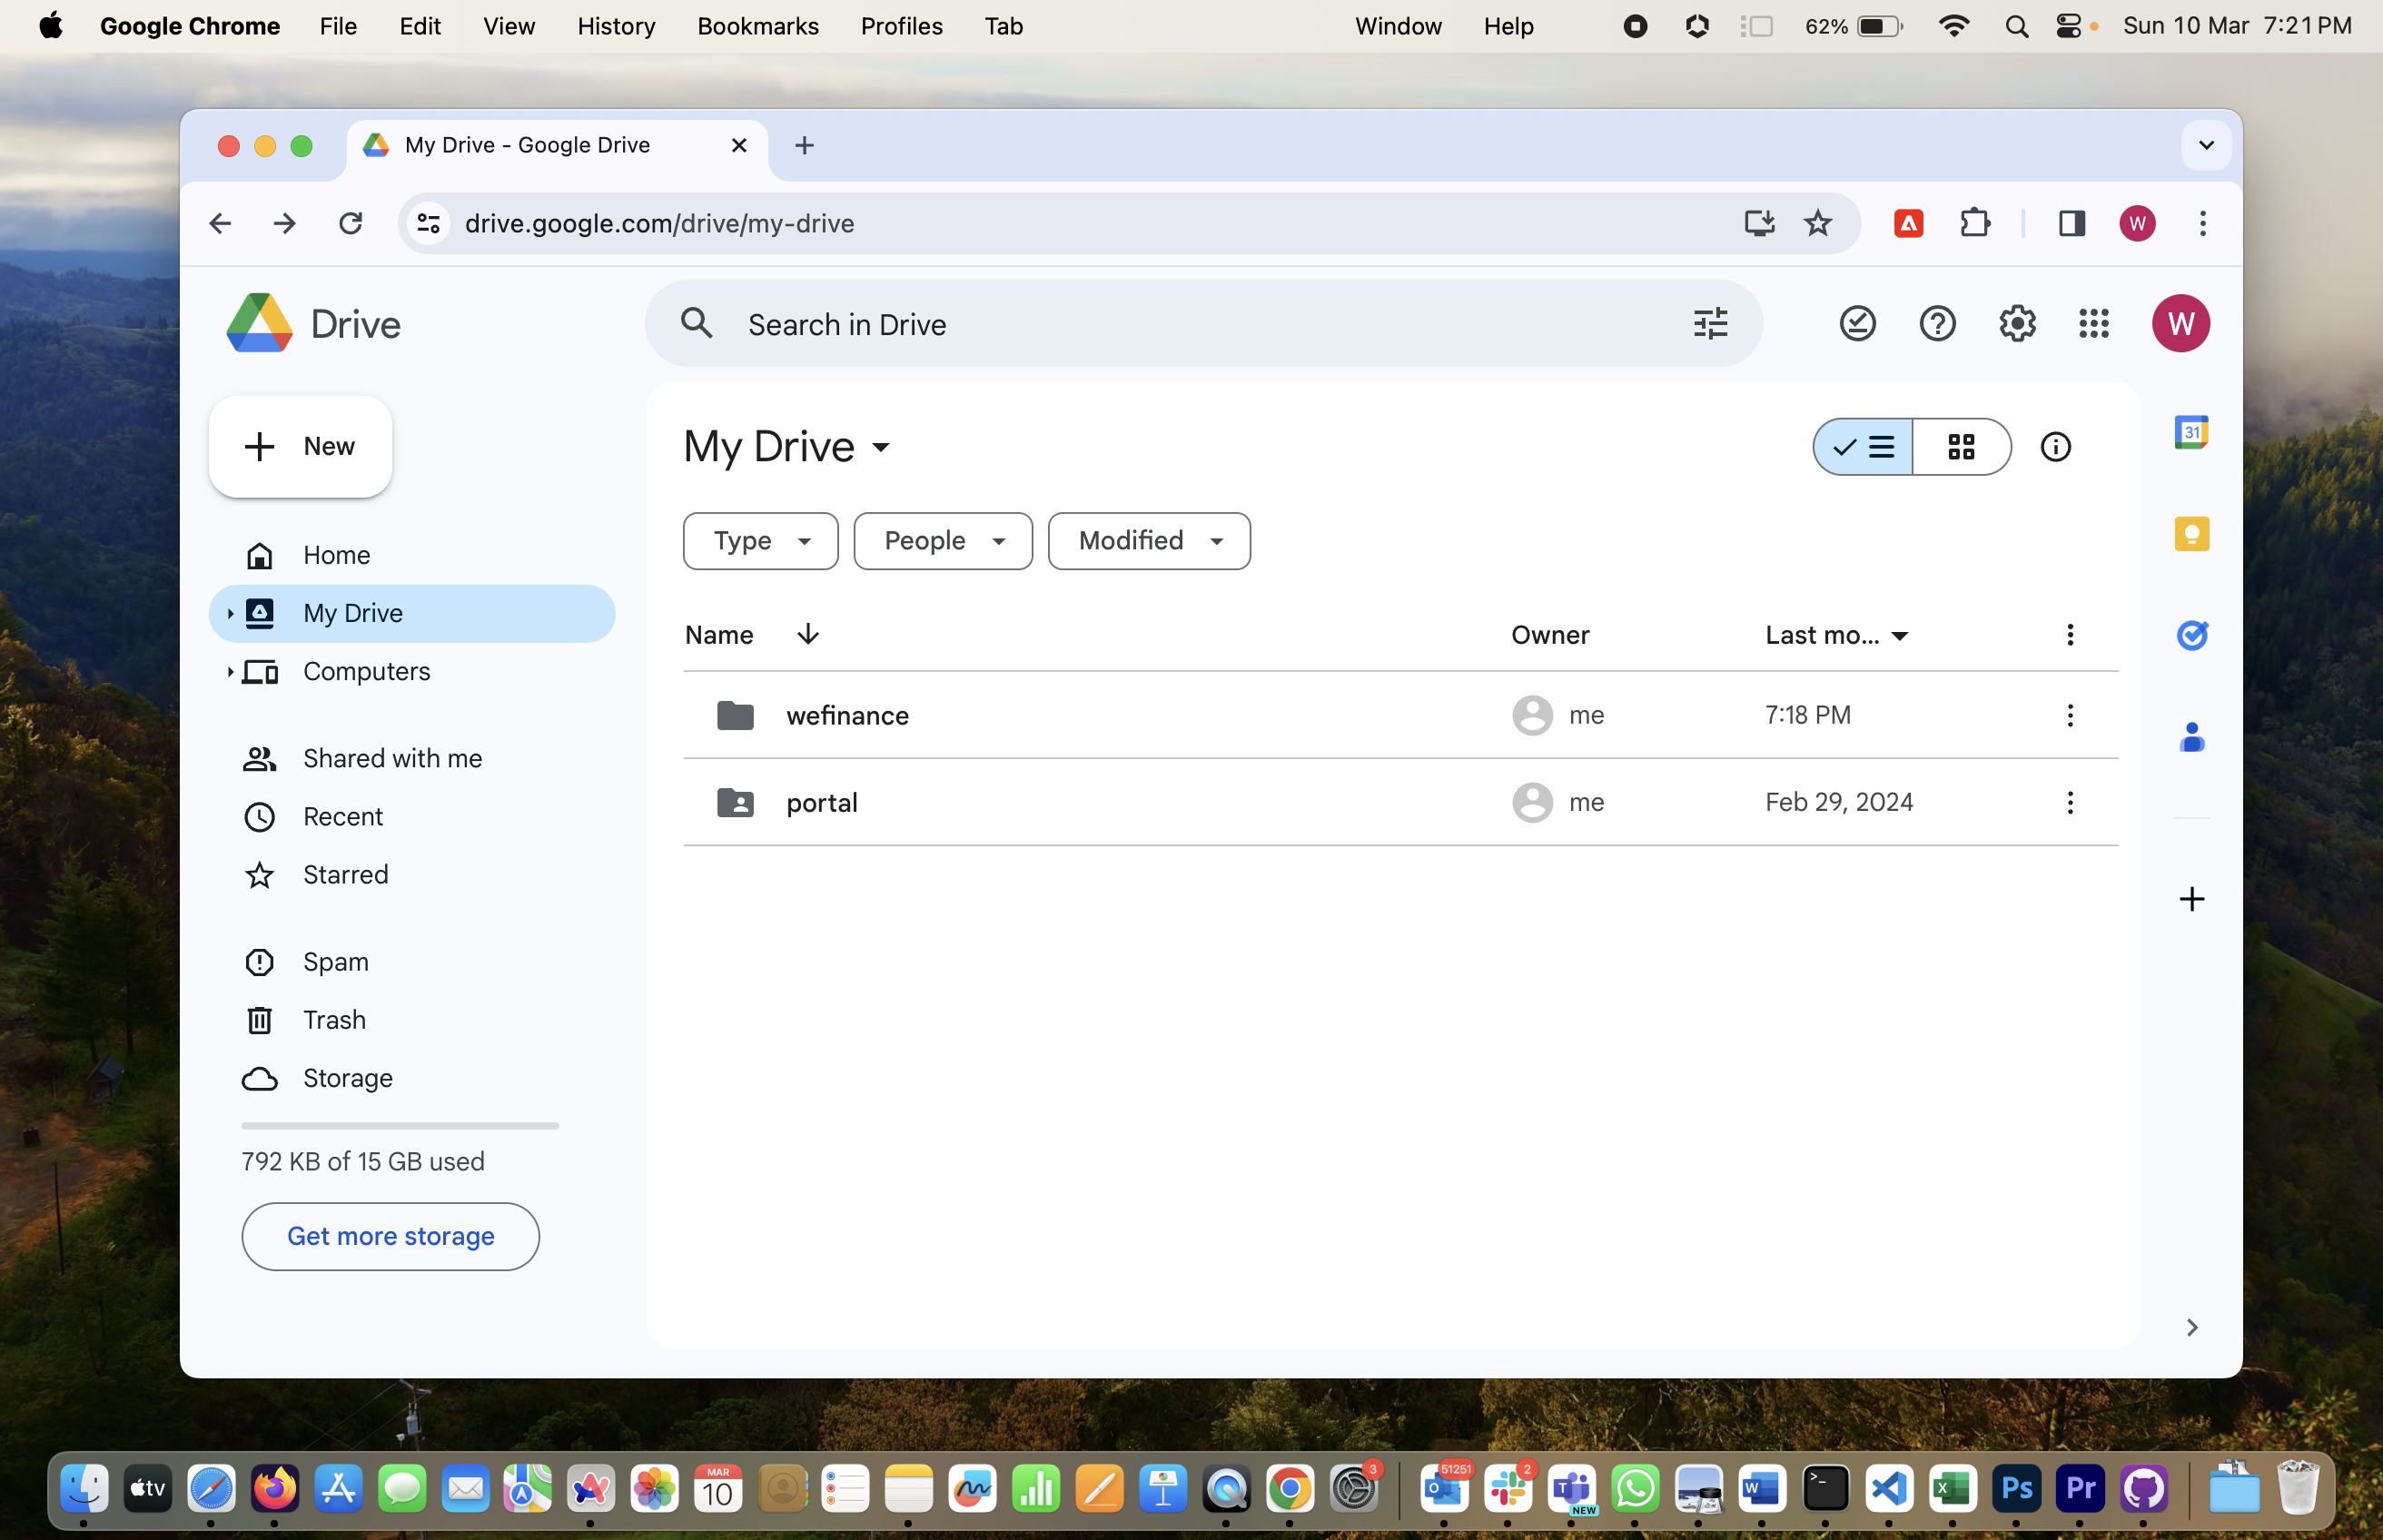 Google Chrome File Edit View History Bookmarks Profiles Tab Window Help 62% Sun 10 Mar 7:21 PM
My Drive - Google Drive
drive.google.com/drive/my-drive W
Drive
Search in Drive
W
New
My Drive
31
Type People Modified
Home
My Drive
Computers
Name Owner Last mo...
wefinance me 7:18 PM
portal me Feb 29, 2024
Shared with me
Recent
Starred
Spam
Trash
Storage
792 KB of 15 GB used
Get more storage
tv MAR 10 3 51251 O 2 T NEW W >_ X Ps Pr